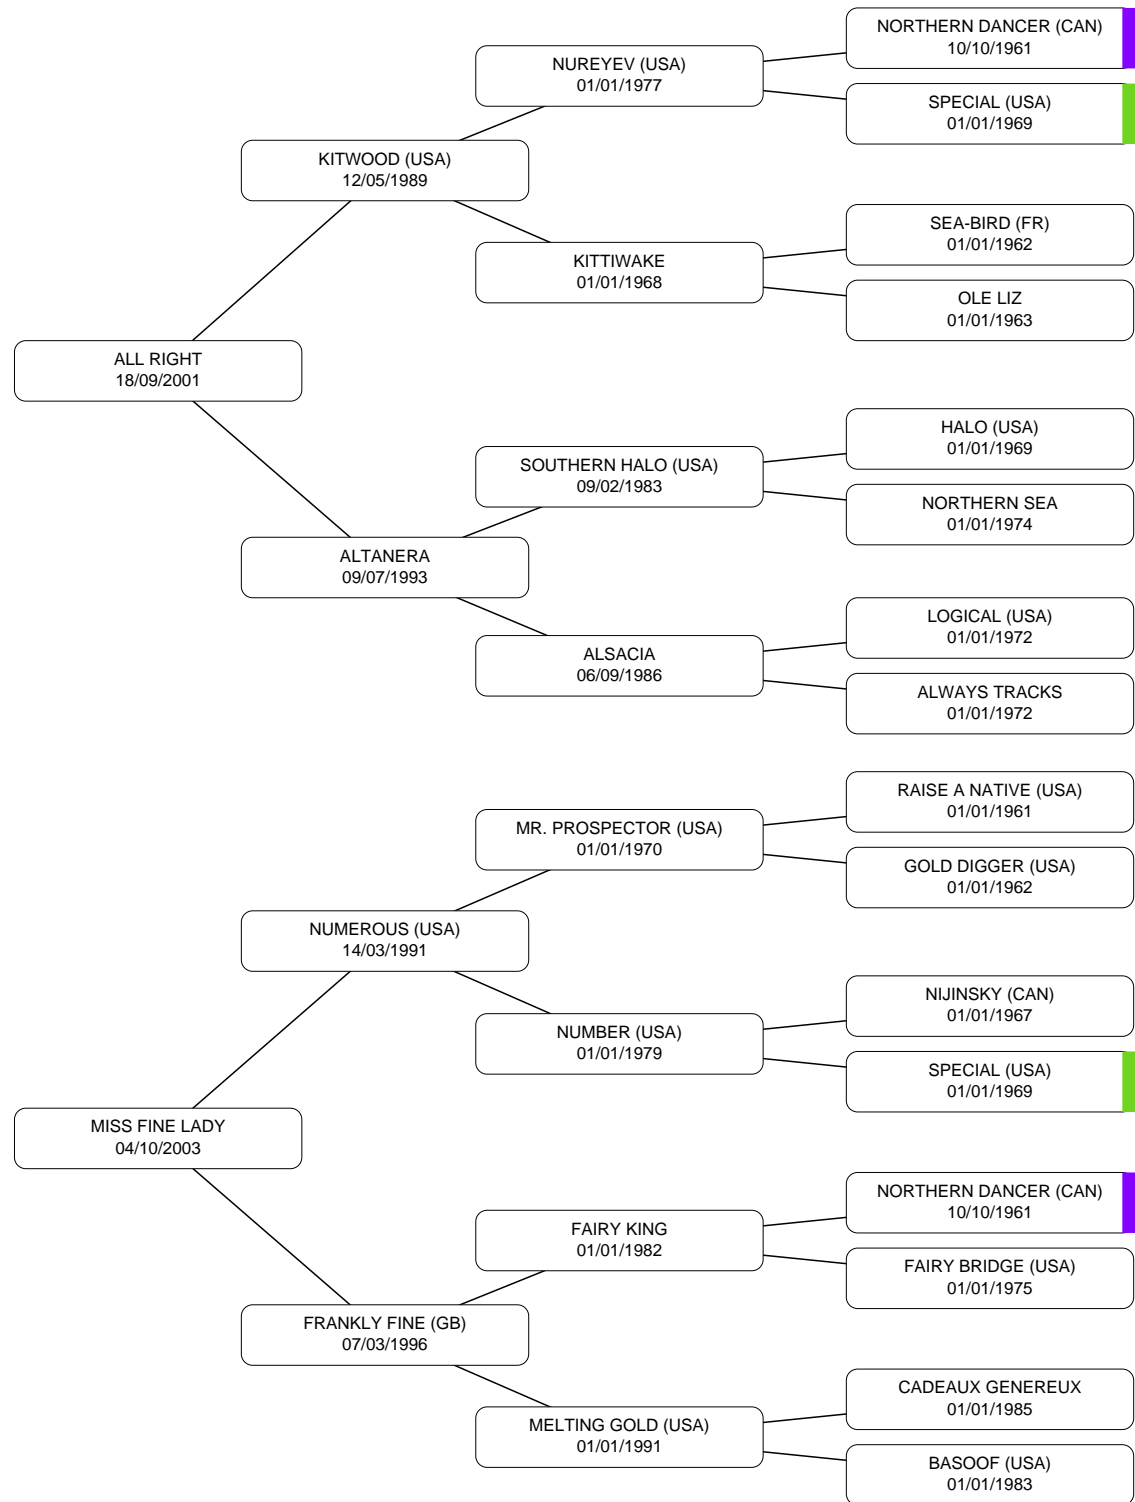 NORTHERN DANCER (CAN)
10/10/1961
NUREYEV (USA)
01/01/1977
SPECIAL (USA)
01/01/1969
KITWOOD (USA)
12/05/1989
SEA-BIRD (FR)
01/01/1962
KITTIWAKE
01/01/1968
OLE LIZ
01/01/1963
ALL RIGHT
18/09/2001
HALO (USA)
01/01/1969
SOUTHERN HALO (USA)
09/02/1983
NORTHERN SEA
01/01/1974
ALTANERA
09/07/1993
LOGICAL (USA)
01/01/1972
ALSACIA
06/09/1986
ALWAYS TRACKS
01/01/1972
RAISE A NATIVE (USA)
01/01/1961
MR. PROSPECTOR (USA)
01/01/1970
GOLD DIGGER (USA)
01/01/1962
NUMEROUS (USA)
14/03/1991
NIJINSKY (CAN)
01/01/1967
NUMBER (USA)
01/01/1979
SPECIAL (USA)
01/01/1969
MISS FINE LADY
04/10/2003
NORTHERN DANCER (CAN)
10/10/1961
FAIRY KING
01/01/1982
FAIRY BRIDGE (USA)
01/01/1975
FRANKLY FINE (GB)
07/03/1996
CADEAUX GENEREUX
01/01/1985
MELTING GOLD (USA)
01/01/1991
BASOOF (USA)
01/01/1983